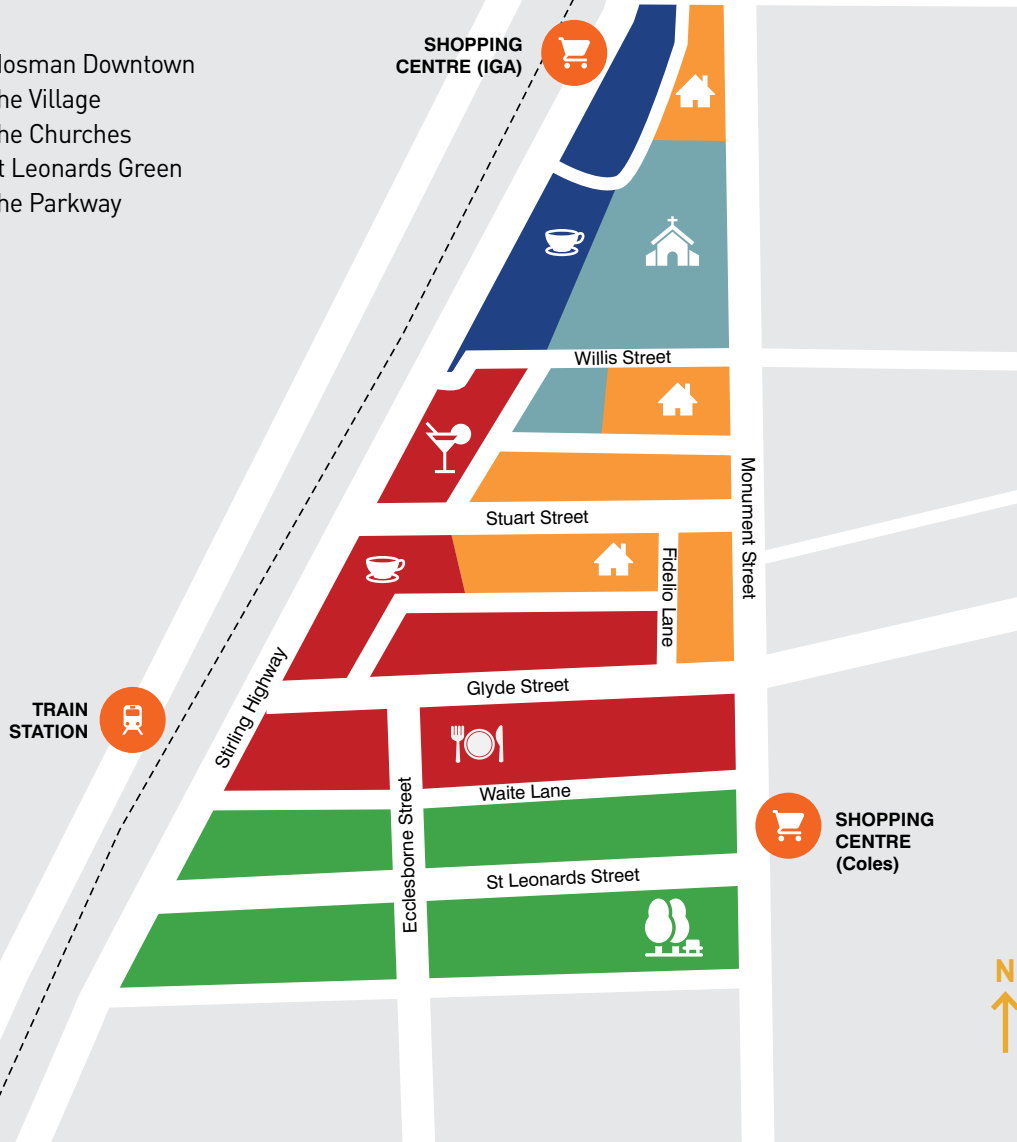 losman Downtown
he Village
he Churches
t Leonards Green
he Parkway
SHOPPING
CENTRE (IGA)
Willis Street
Monument Street
Stuart Street
Fidelio Lane
Stirling Highway
Glyde Street
TRAIN
STATION
Waite Lane
Ecclesborne Street
SHOPPING
CENTRE
(Coles)
St Leonards Street
N